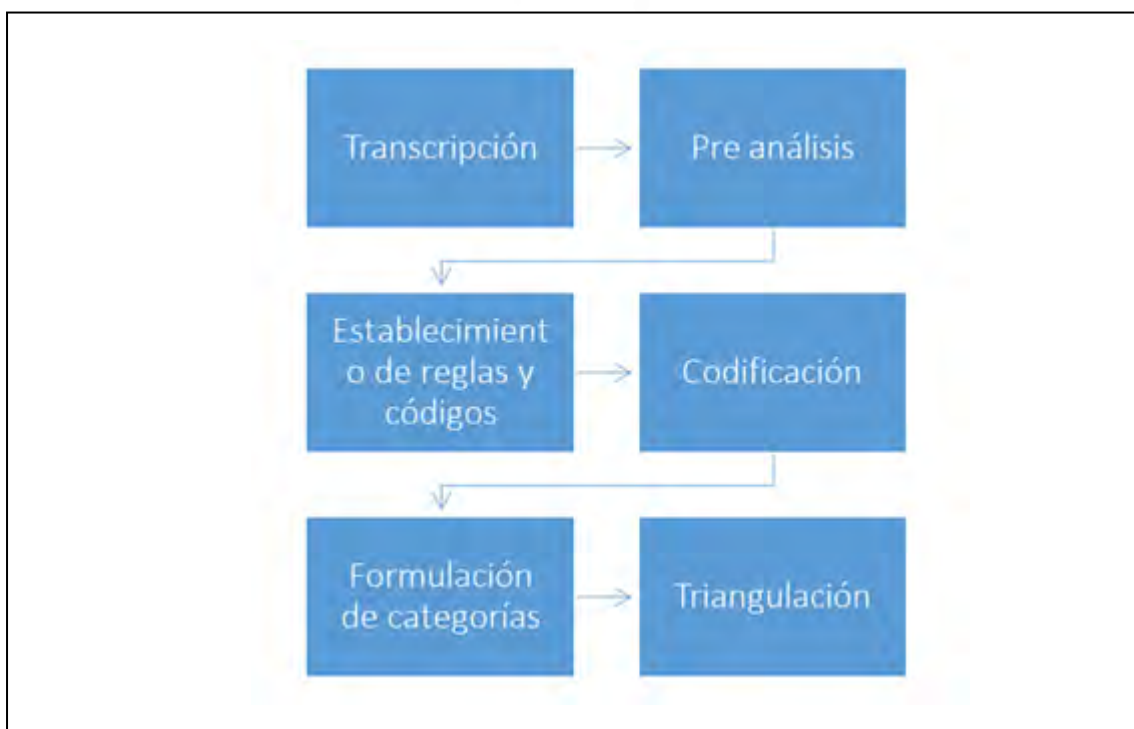 Transcripción
Pre análisis
Establecimient
o de reglas y
códigos
Codificación
Formulación
de categorías
Triangulación